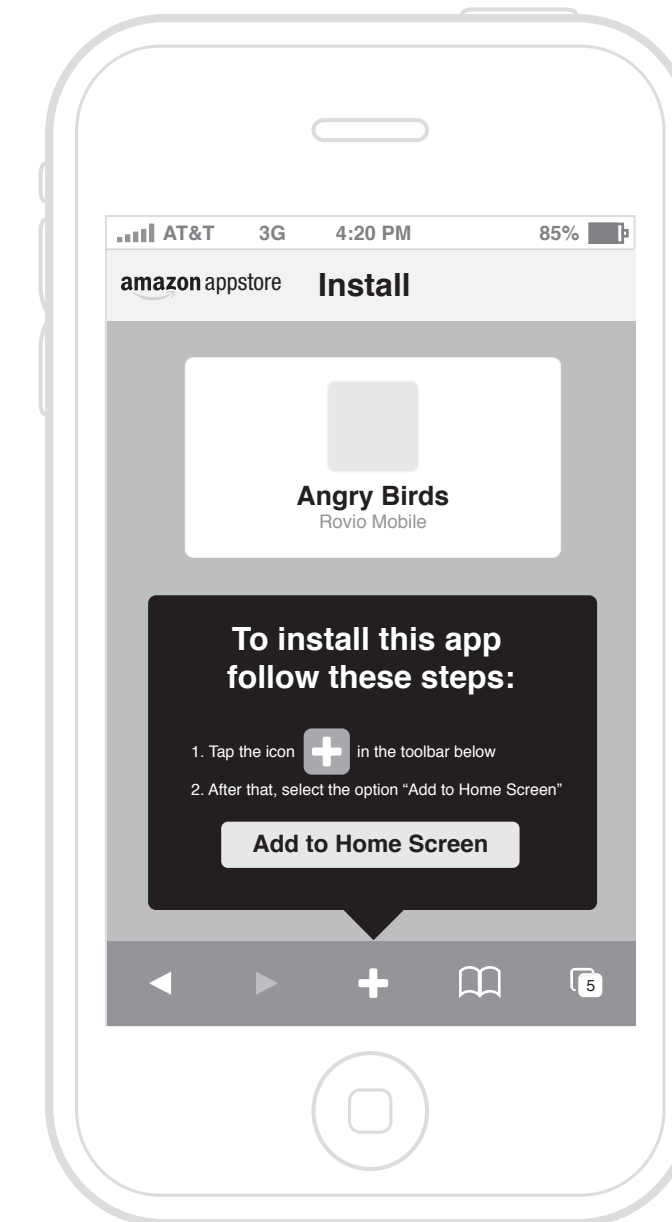 AT&T 3G 4:20 PM 85%
amazon appstore Install
Angry Birds
Rovio Mobile
To install this app
follow these steps:
1. Tap the icon in the toolbar below
2. After that, select the option “Add to Home Screen”
Add to Home Screen
5